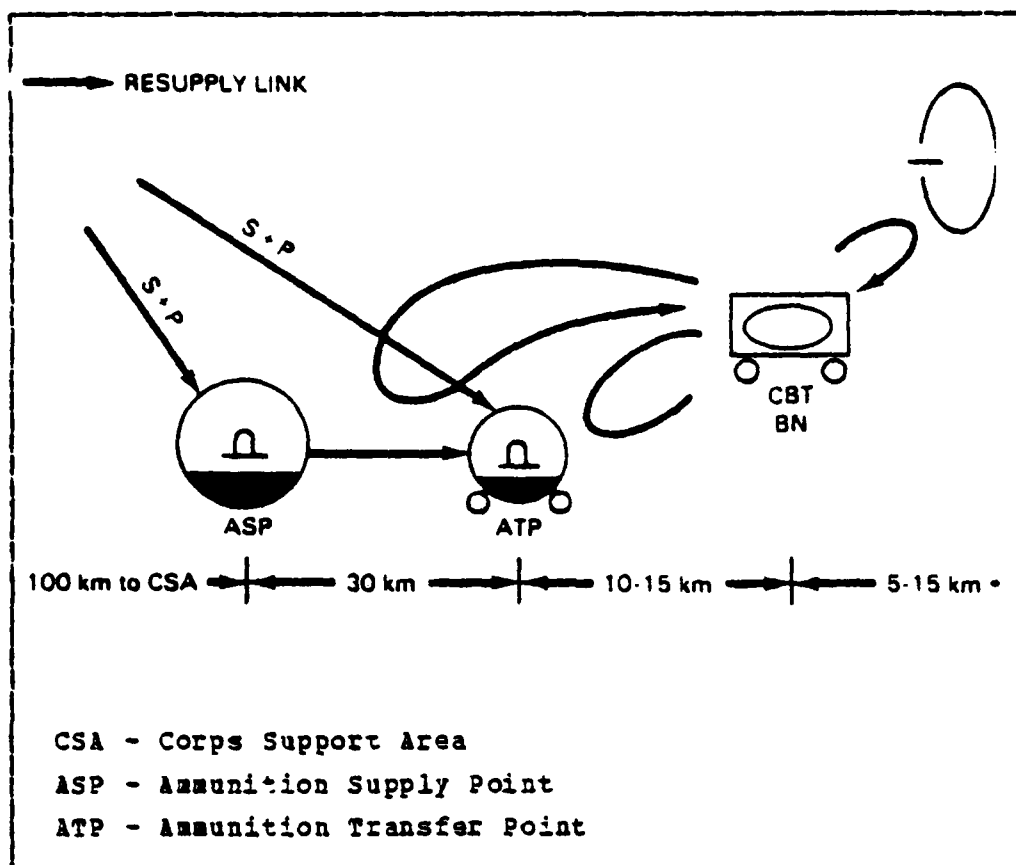 RESUPPLY LINK
S + P
S + P
CBT
BN
ASP
ATP
100 km to CSA
30 km
10-15 km
5-15 km
CSA - Corps Support Area
ASP - Ammunition Supply Point
ATP - Ammunition Transfer Point